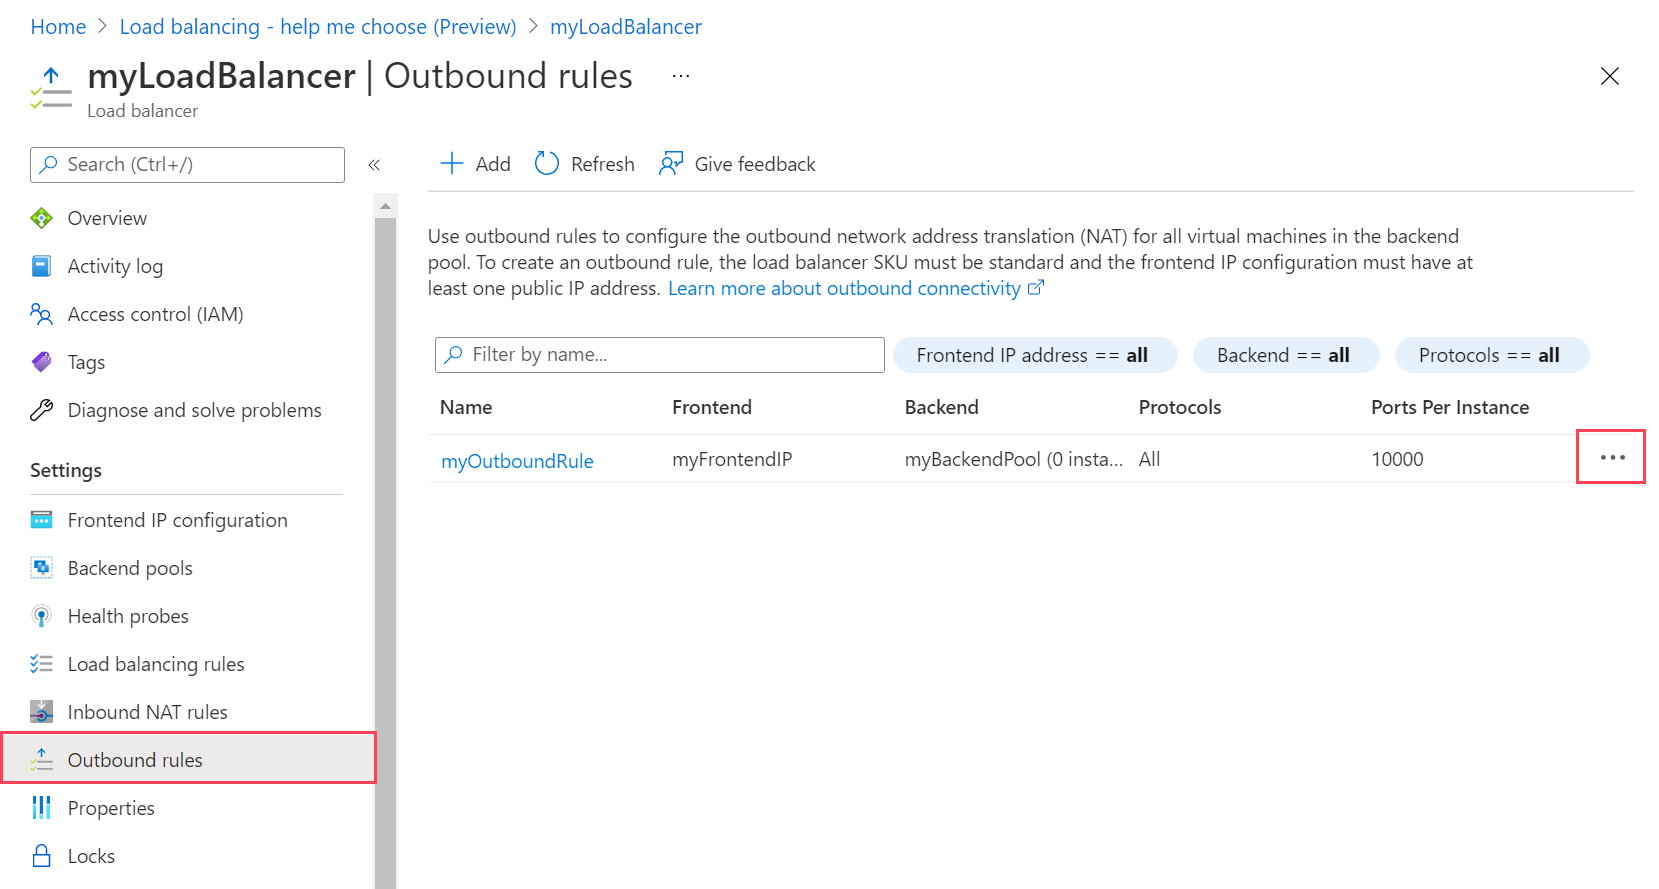 Home > Load balancing - help me choose (Preview) > myLoadBalancer
myLoadBalancer | Outbound rules ...
Load balancer
Search (Ctrl+/) «
Add Refresh Give feedback
Overview
Activity log
Access control (IAM)
Tags
Diagnose and solve problems
Settings
Frontend IP configuration
Backend pools
Health probes
Load balancing rules
Inbound NAT rules
Outbound rules
Properties
Locks
Use outbound rules to configure the outbound network address translation (NAT) for all virtual machines in the backend
pool. To create an outbound rule, the load balancer SKU must be standard and the frontend IP configuration must have at
least one public IP address. Learn more about outbound connectivity
Filter by name... Frontend IP address == all Backend == all Protocols == all
Name Frontend Backend Protocols Ports Per Instance
myOutboundRule myFrontendIP myBackendPool (0 insta... All 10000 •••